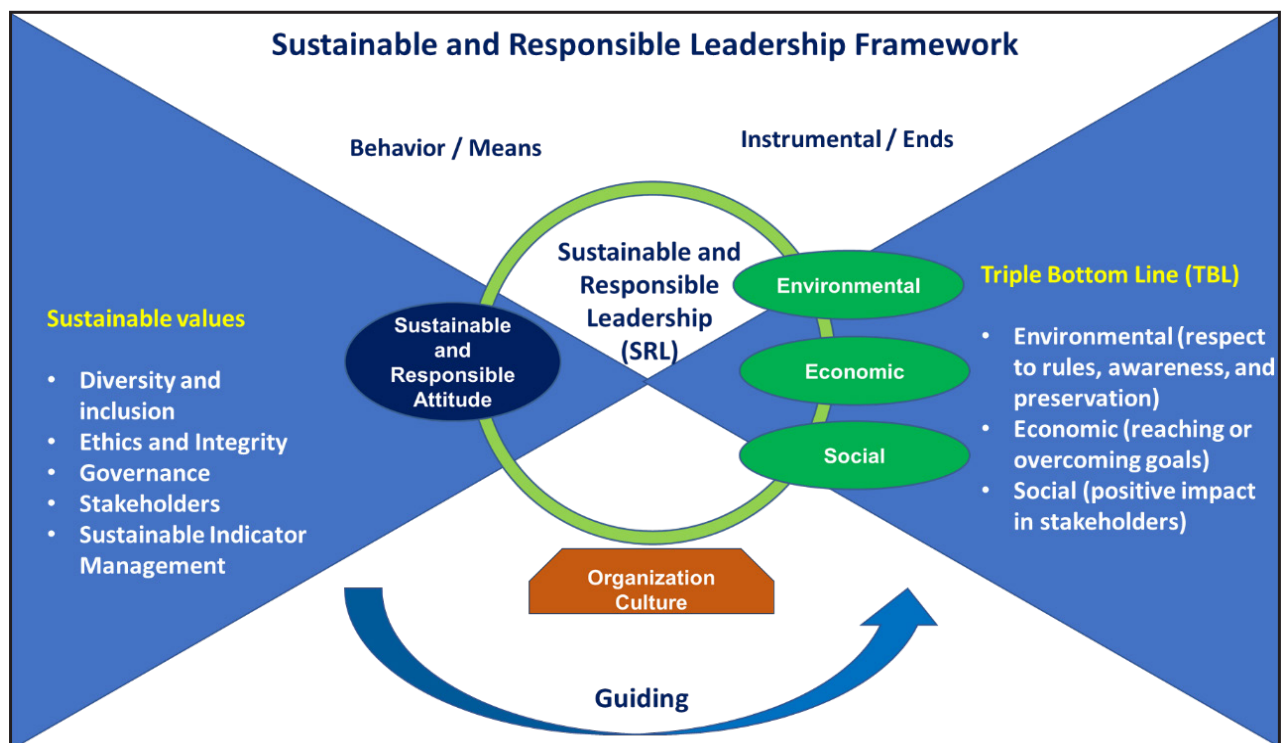 Sustainable and Responsible Leadership Framework
Behavior / Means
Instrumental / Ends
Sustainable and
Responsible
Leadership
(SRL)
Sustainable
and
Responsible
Attitude
Environmental
Economic
Social
Sustainable values
• Diversity and
inclusion
• Ethics and Integrity
• Governance
• Stakeholders
• Sustainable Indicator
Management
Triple Bottom Line (TBL)
• Environmental (respect
to rules, awareness, and
preservation)
• Economic (reaching or
overcoming goals)
• Social (positive impact
in stakeholders)
Organization
Culture
Guiding